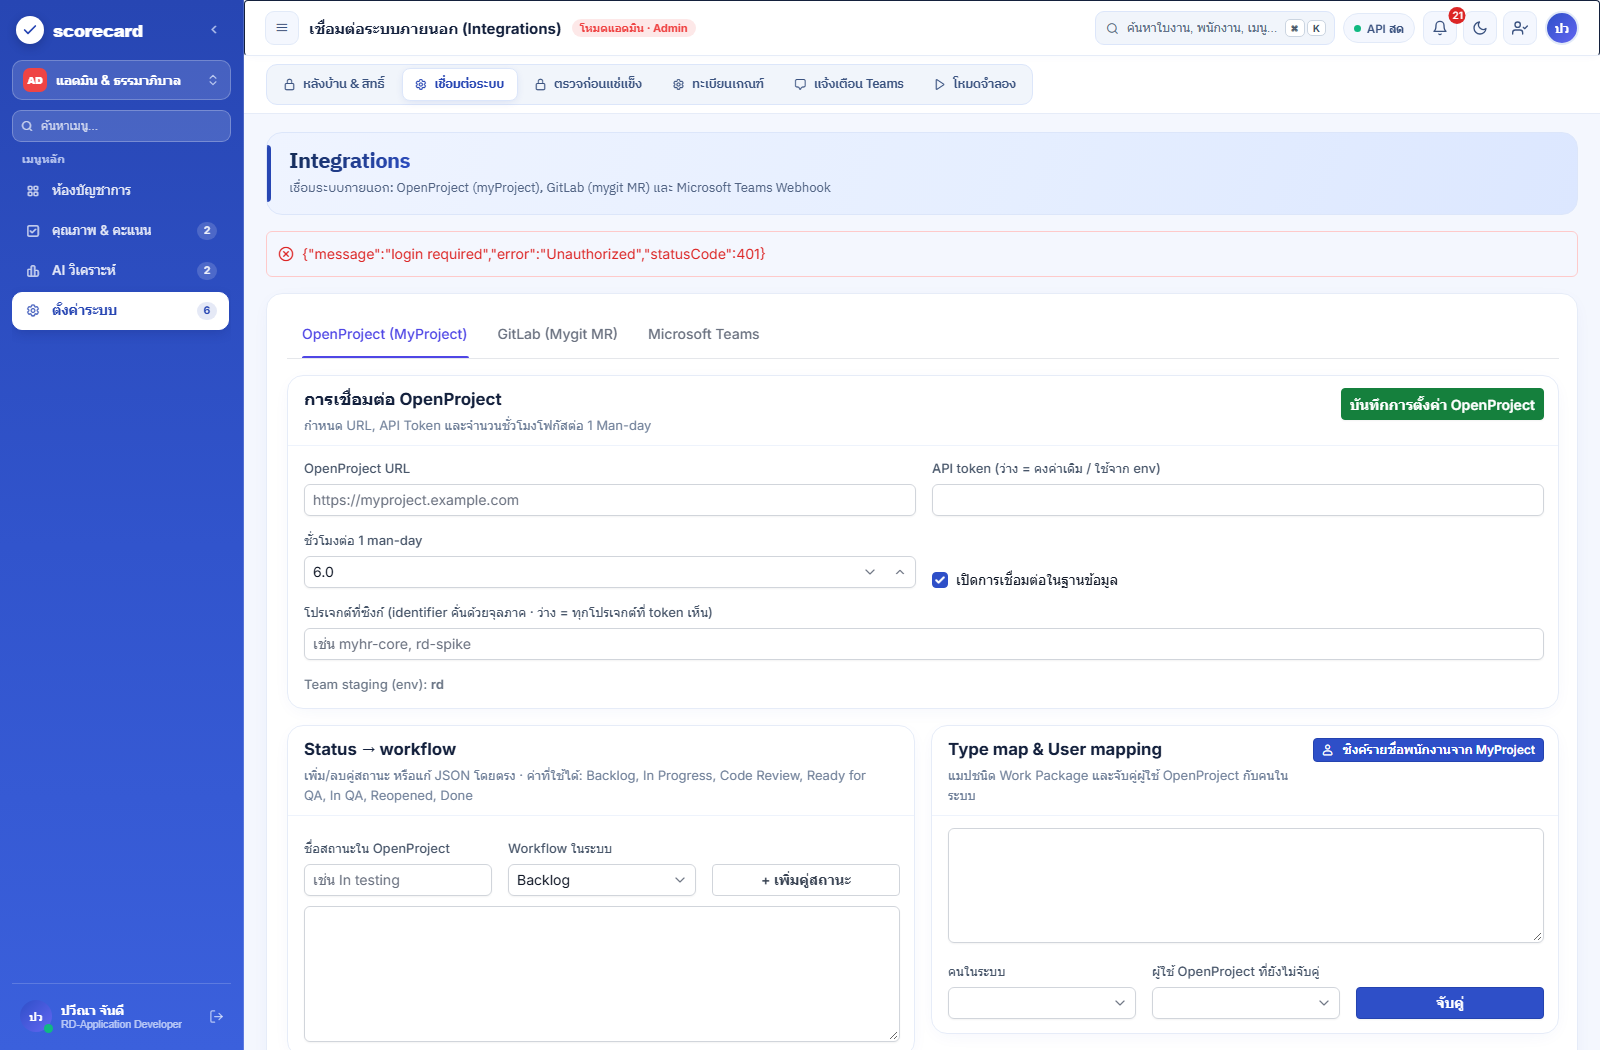 scorecard
AD แอดมิน & ธรรมาภิบาล
ค้นหาเมนู...
เมนูหลัก
ห้องบัญชาการ
คุณภาพ & คะแนน 2
AI วิเคราะห์ 2
ตั้งค่าระบบ 6
ปว ปวีณา จันดี
RD-Application Developer
เชื่อมต่อระบบภายนอก (Integrations) โหมดแอดมิน · Admin
ค้นหาใบงาน, พนักงาน, เมนู... ⌘ K
API สด
21
ปว
หลังบ้าน & สิทธิ์ เชื่อมต่อระบบ ตรวจก่อนแช่แข็ง ทะเบียนเกณฑ์ แจ้งเตือน Teams โหมดจำลอง
Integrations
เชื่อมระบบภายนอก: OpenProject (myProject), GitLab (mygit MR) และ Microsoft Teams Webhook
{"message":"login required","error":"Unauthorized","statusCode":401}
OpenProject (MyProject) GitLab (Mygit MR) Microsoft Teams
การเชื่อมต่อ OpenProject
กำหนด URL, API Token และจำนวนชั่วโมงโฟกัสต่อ 1 Man-day
บันทึกการตั้งค่า OpenProject
OpenProject URL
https://myproject.example.com
API token (ว่าง = คงค่าเดิม / ใช้จาก env)
ชั่วโมงต่อ 1 man-day
6.0
เปิดการเชื่อมต่อในฐานข้อมูล
โปรเจกต์ที่ซิงก์ (identifier คั่นด้วยจุลภาค · ว่าง = ทุกโปรเจกต์ที่ token เห็น)
เช่น myhr-core, rd-spike
Team staging (env): rd
Status → workflow
เพิ่ม/ลบคู่สถานะ หรือแก้ JSON โดยตรง · ค่าที่ใช้ได้: Backlog, In Progress, Code Review, Ready for
QA, In QA, Reopened, Done
ชื่อสถานะใน OpenProject
เช่น In testing
Workflow ในระบบ
Backlog
+ เพิ่มคู่สถานะ
Type map & User mapping
แมปชนิด Work Package และจับคู่ผู้ใช้ OpenProject กับคนใน
ระบบ
ซิงค์รายชื่อพนักงานจาก MyProject
คนในระบบ
ผู้ใช้ OpenProject ที่ยังไม่จับคู่
จับคู่